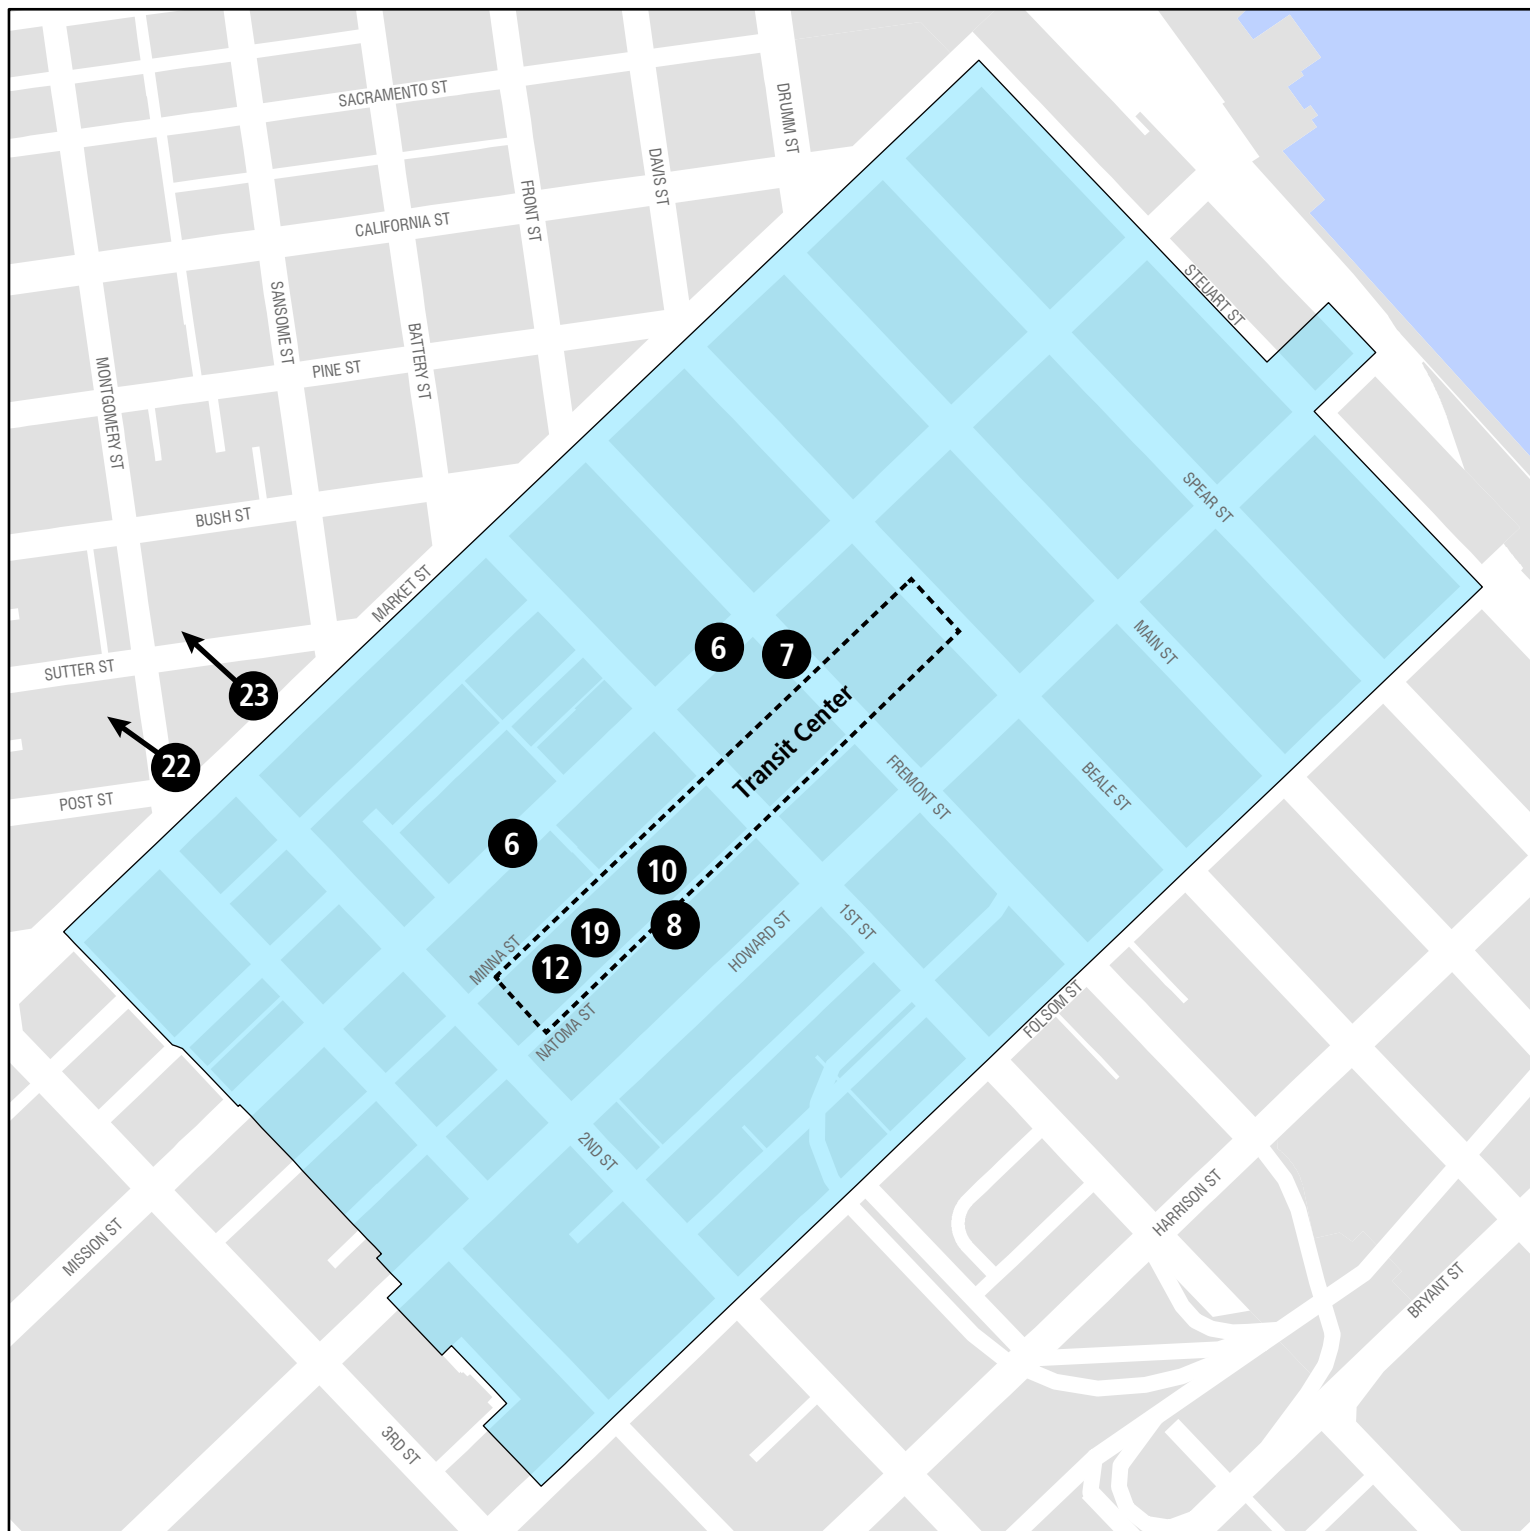 SACRAMENTO ST
DRUMM ST
DAVIS ST
FRONT ST
CALIFORNIA ST
STEUART ST
SANSOME ST
BATTERY ST
PINE ST
MONTGOMERY ST
SPEAR ST
BUSH ST
MARKET ST
MAIN ST
6
7
SUTTER ST
23
Transit Center
22
FREMONT ST
BEALE ST
POST ST
6
10
19
8
1ST ST
HOWARD ST
MINNA ST
12
NATOMA ST
FOLSOM ST
2ND ST
HARRISON ST
MISSION ST
BRYANT ST
3RD ST